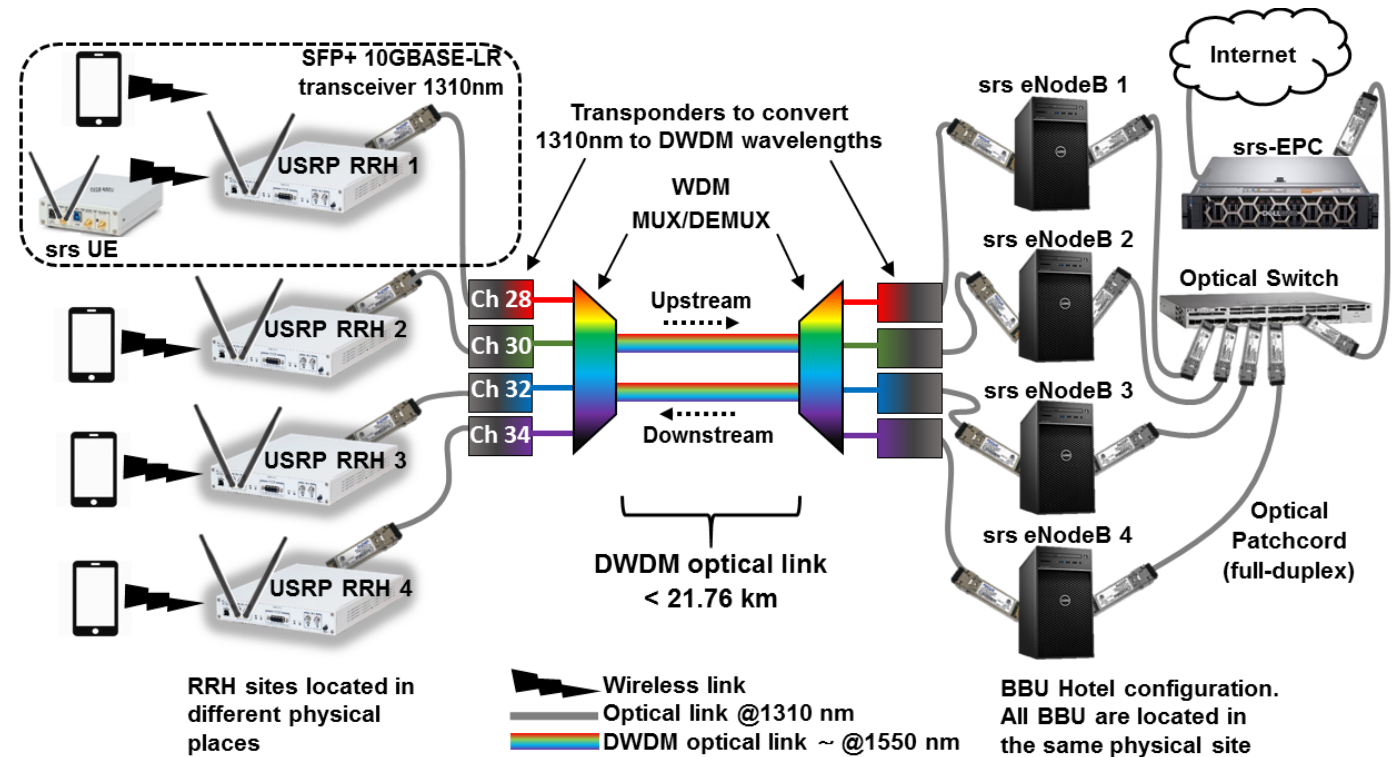 SFP+ 10GBASE-LR
transceiver 1310nm
USRP RRH 1
srs UE
USRP RRH 2
USRP RRH 3
USRP RRH 4
RRH sites located in
different physical
places
Transponders to convert
1310nm to DWDM wavelengths
WDM
MUX/DEMUX
Ch 28
Ch 30
Ch 32
Ch 34
Upstream
Downstream
DWDM optical link
< 21.76 km
Wireless link
Optical link @1310 nm
DWDM optical link ~ @1550 nm
srs eNodeB 1
srs eNodeB 2
srs eNodeB 3
srs eNodeB 4
Internet
srs-EPC
Optical Switch
Optical
Patchcord
(full-duplex)
BBU Hotel configuration.
All BBU are located in
the same physical site